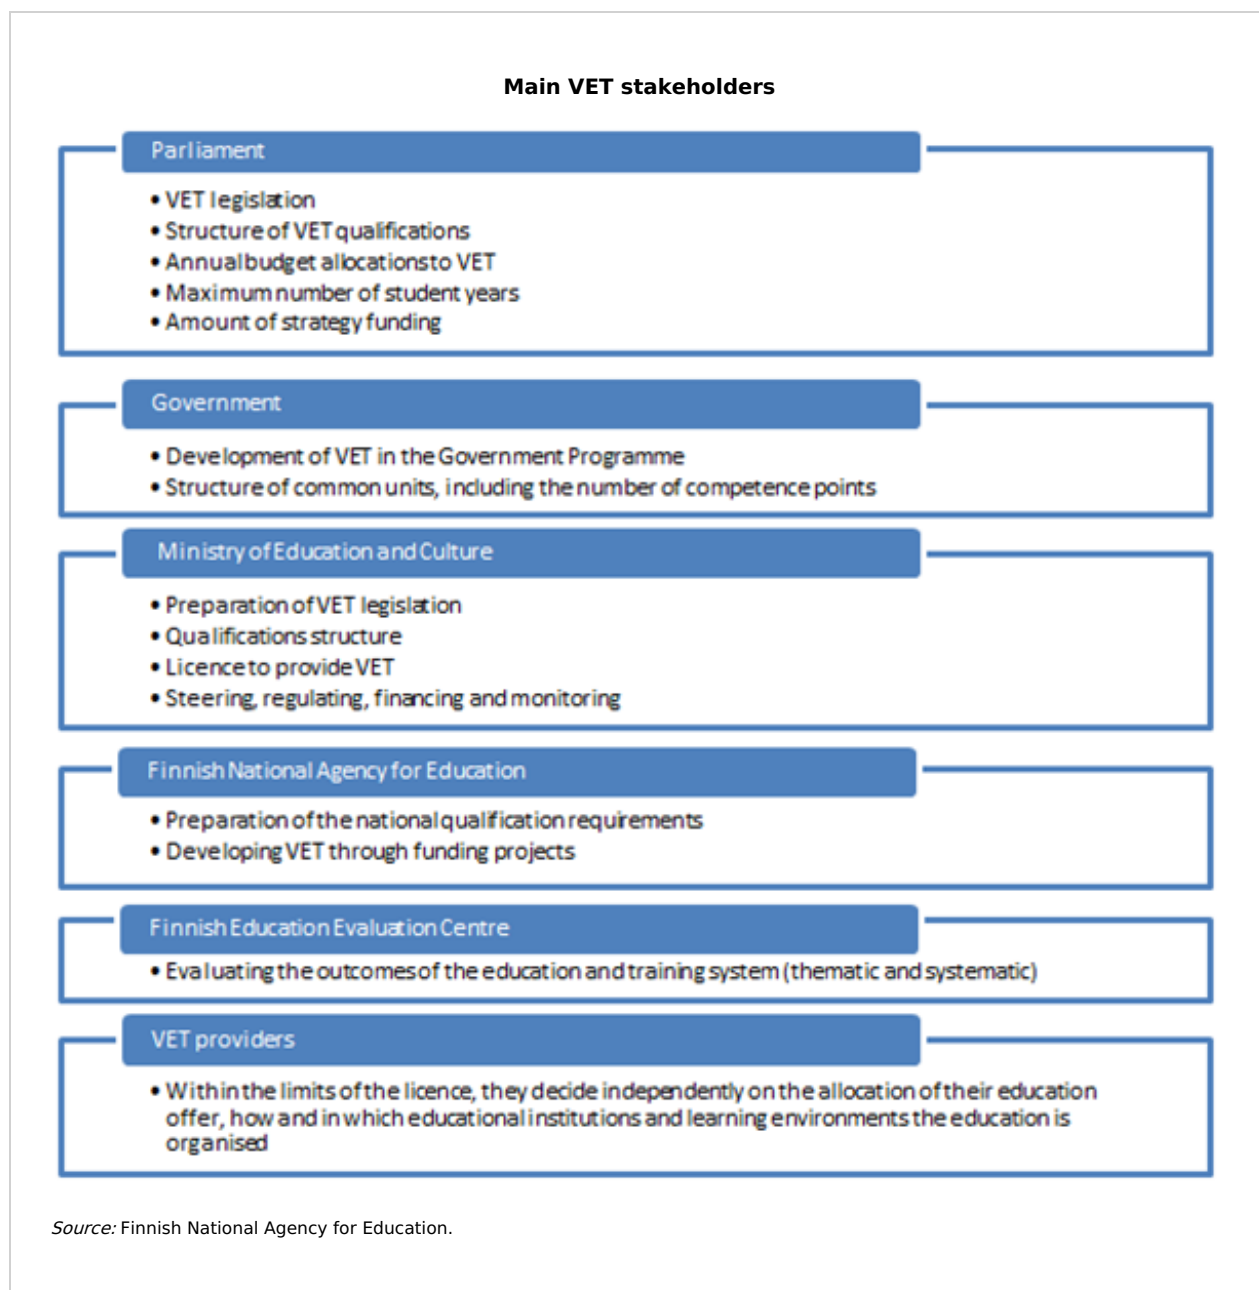 Main VET stakeholders
Parliament
• VET legislation
• Structure of VET qualifications
• Annual budget allocations to VET
• Maximum number of student years
• Amount of strategy funding
Government
• Development of VET in the Government Programme
• Structure of common units, including the number of competence points
Ministry of Education and Culture
• Preparation of VET legislation
• Qualifications structure
• Licence to provide VET
• Steering, regulating, financing and monitoring
Finnish National Agency for Education
• Preparation of the national qualification requirements
• Developing VET through funding projects
Finnish Education Evaluation Centre
• Evaluating the outcomes of the education and training system (thematic and systematic)
VET providers
• Within the limits of the licence, they decide independently on the allocation of their education
offer, how and in which educational institutions and learning environments the education is
organised
Source: Finnish National Agency for Education.